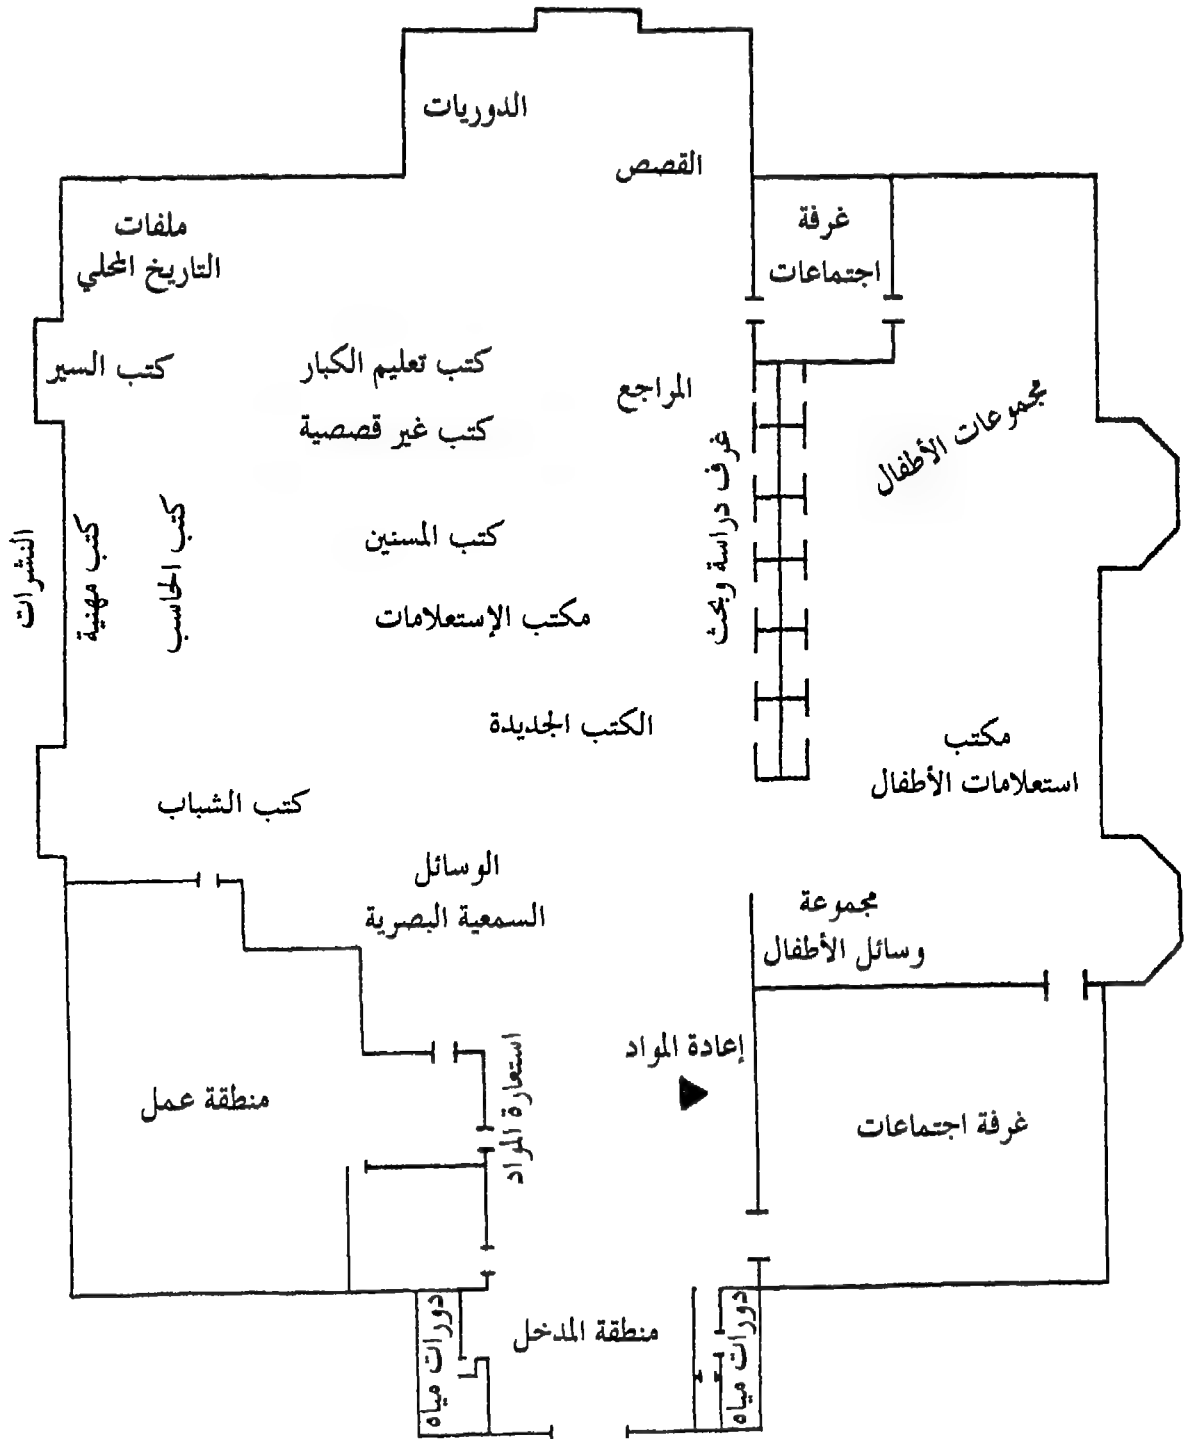 الدوريات
القصص
غرفة
اجتماعات
ملفات
التاريخ المحلي
كتب السير
كتب تعليم الكبار
المراجع
كتب غير قصصية
مجموعات الأطفال
غرف دراسة وبحث
النشرات
كتب مهنية
كتب الحاسب
كتب المسنين
مكتب الإستعلامات
الكتب الجديدة
مكتب
استعلامات الأطفال
كتب الشباب
الوسائل
السمعية البصرية
مجموعة
وسائل الأطفال
إعادة المواد
استعارة المواد
منطقة عمل
غرفة اجتماعات
دورات مياه
منطقة المدخل
دورات مياه